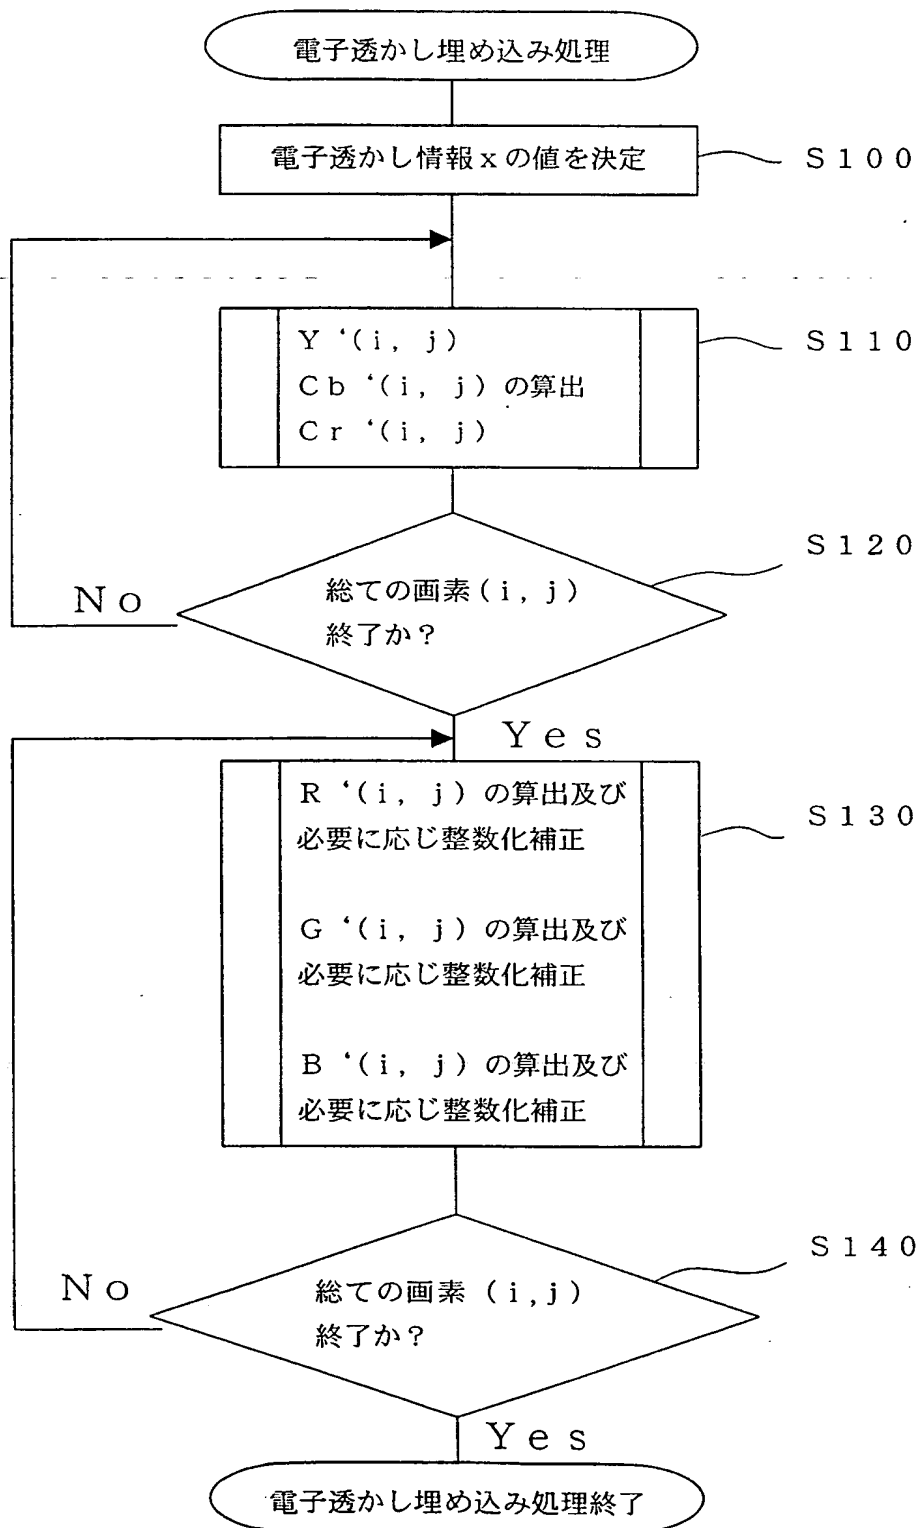 電子透かし埋め込み処理
電子透かし情報xの値を決定
S100
Y‘(i, j)
Cb‘(i, j)の算出
Cr‘(i, j)
S110
総ての画素(i, j)
終了か？
S120
No
Yes
R‘(i, j)の算出及び
必要に応じ整数化補正
G‘(i, j)の算出及び
必要に応じ整数化補正
B‘(i, j)の算出及び
必要に応じ整数化補正
S130
総ての画素 (i,j)
終了か？
S140
No
Yes
電子透かし埋め込み処理終了